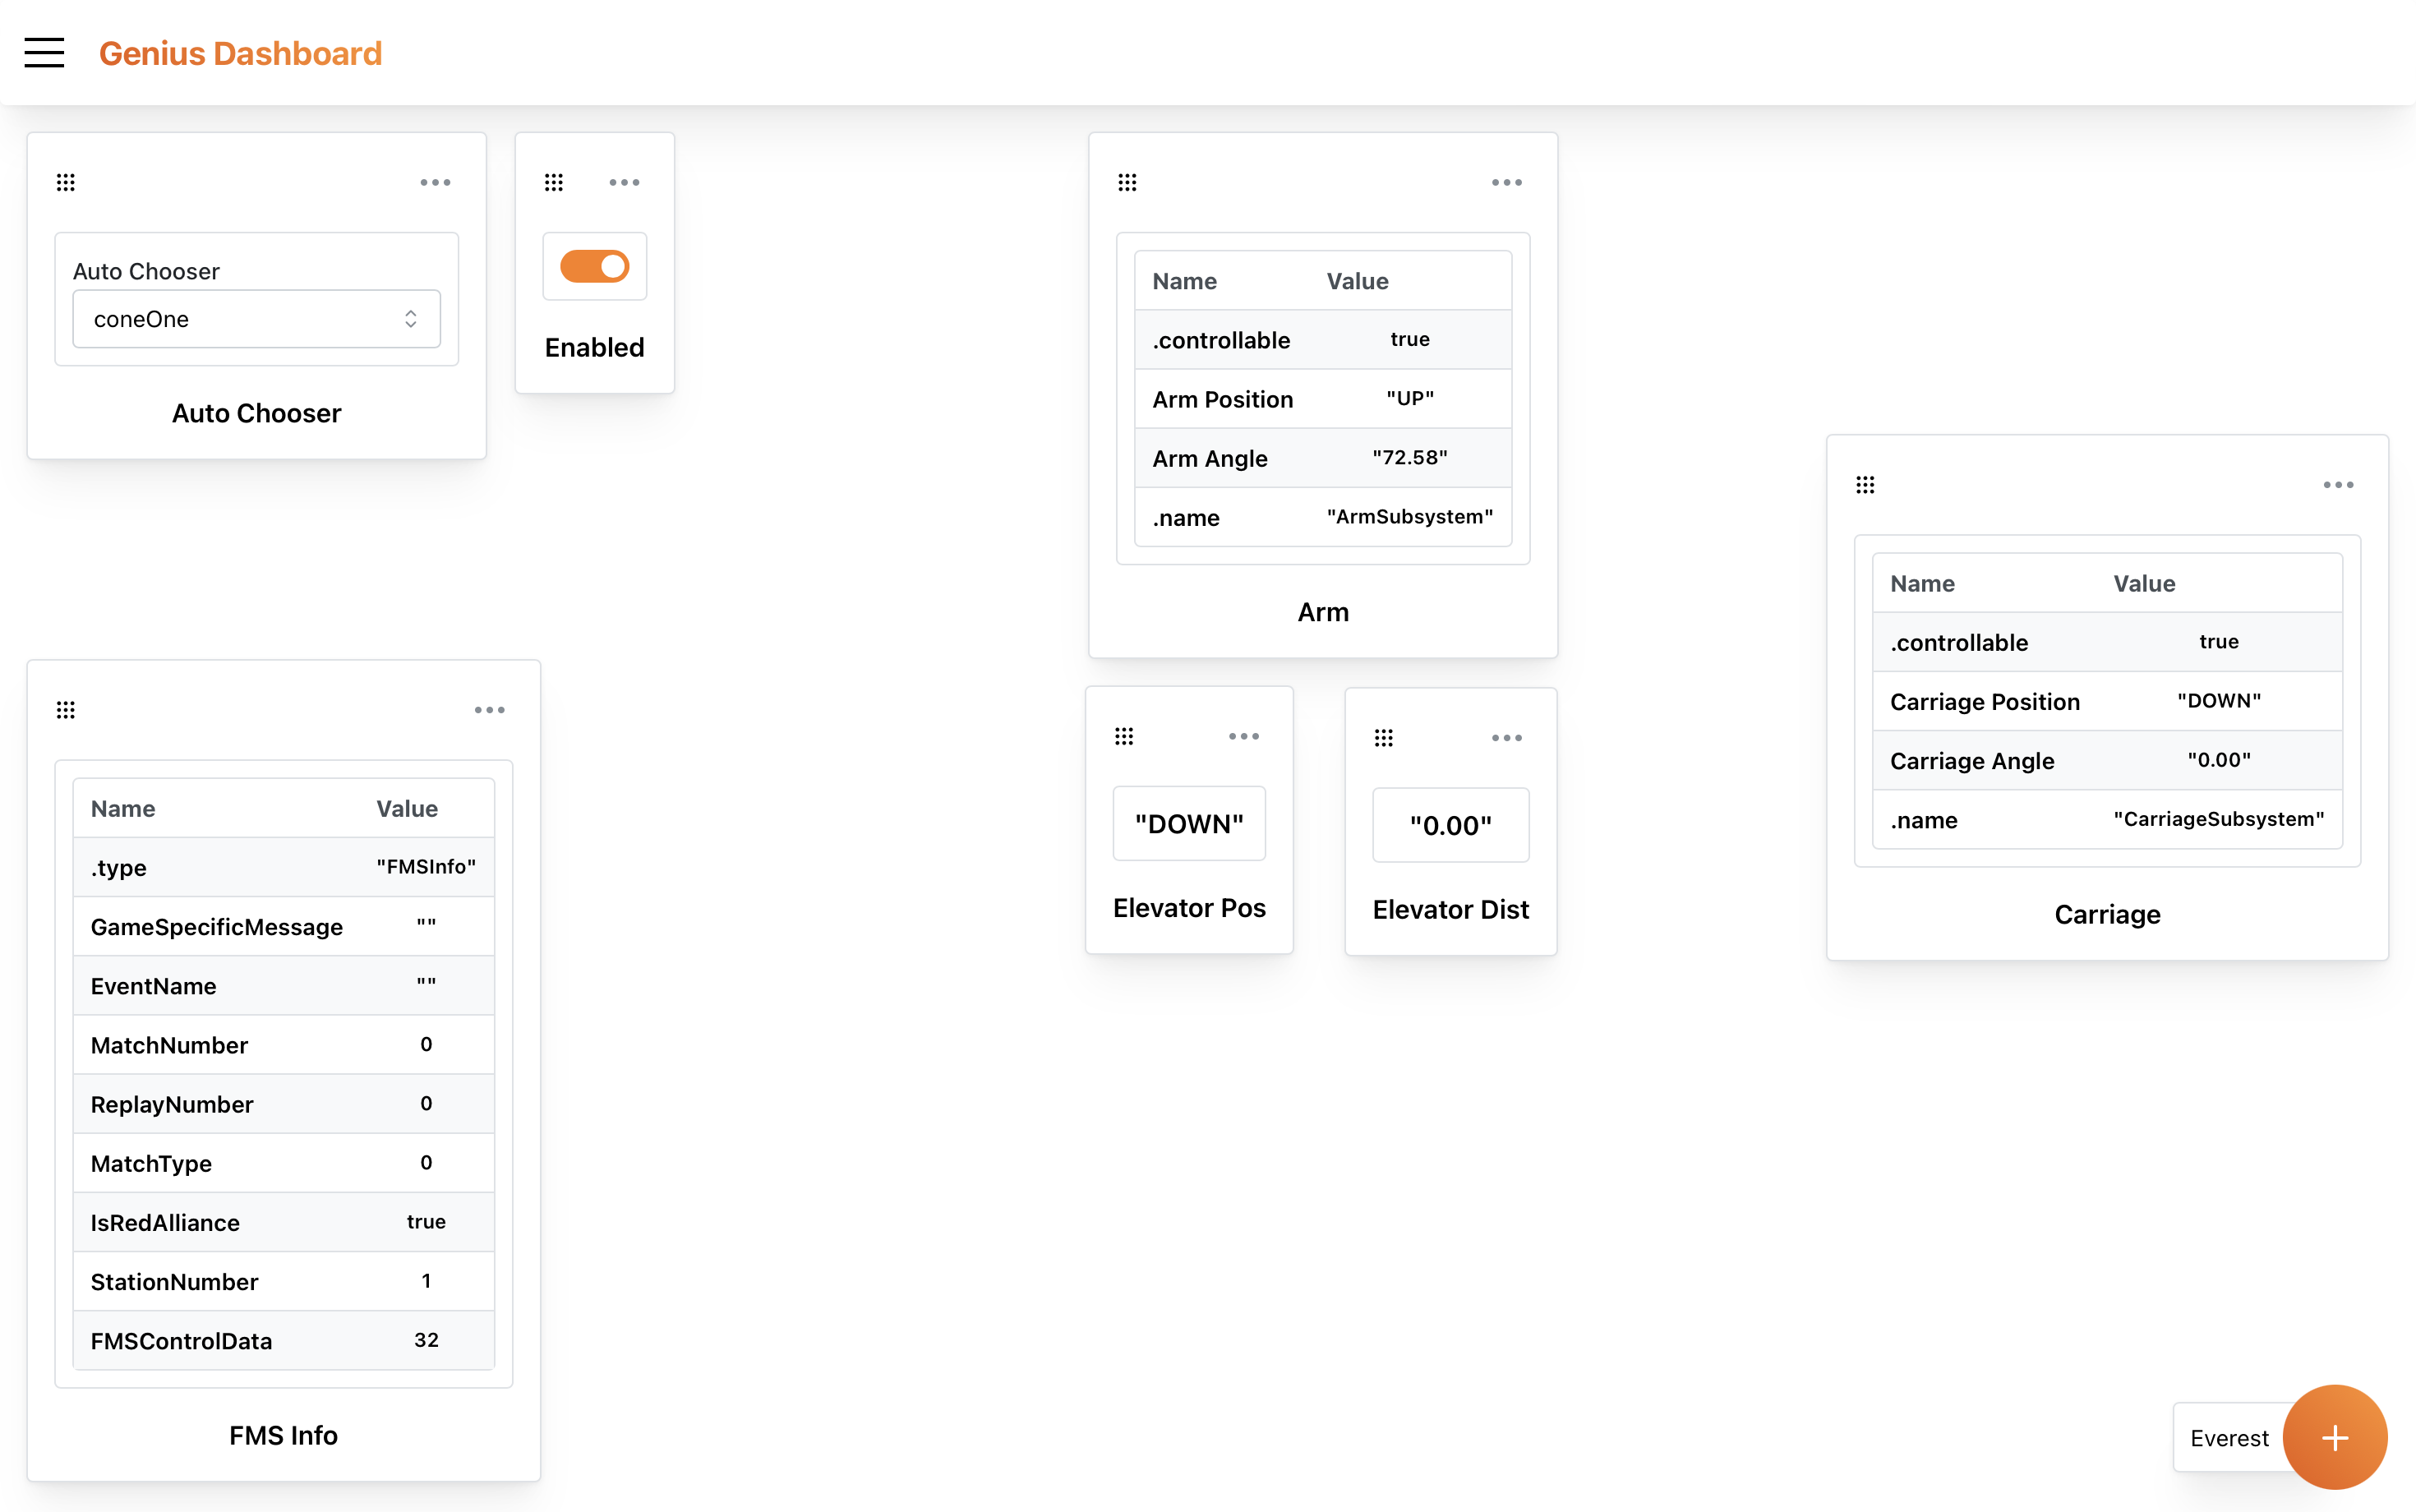 Genius Dashboard
Auto Chooser
coneOne
Auto Chooser
Enabled
Name Value
.controllable true
Arm Position "UP"
Arm Angle "72.58"
.name "ArmSubsystem"
Arm
"DOWN"
Elevator Pos
"0.00"
Elevator Dist
Name Value
.controllable true
Carriage Position "DOWN"
Carriage Angle "0.00"
.name "CarriageSubsystem"
Carriage
Name Value
.type "FMSInfo"
GameSpecificMessage ""
EventName ""
MatchNumber 0
ReplayNumber 0
MatchType 0
IsRedAlliance true
StationNumber 1
FMSControlData 32
FMS Info
Everest